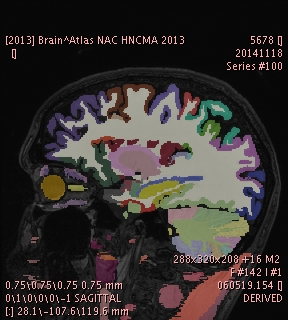 [2013] Brain^Atlas NAC HNCMA 2013
[]
5678 []
20141118
Series #100
288x320x208 +16 M2
F #142 I #1
060519.154 []
DERIVED
0.75\0.75\0.75 0.75 mm
0\1\0\0\0\-1 SAGITTAL
[:] 28.1\-107.6\119.6 mm